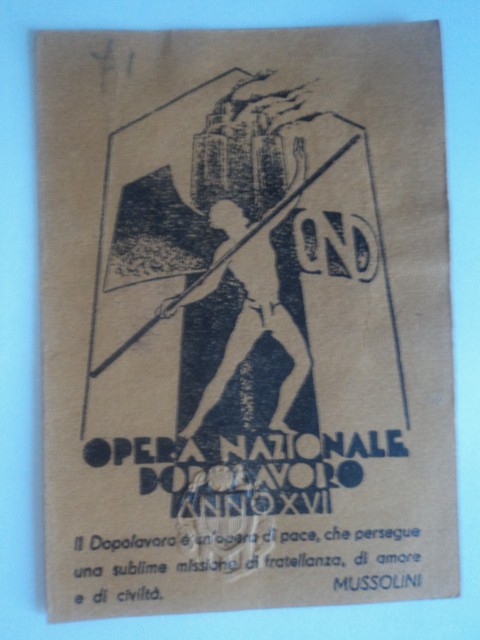 71
OND
OPERA NAZIONALE
DOPOLAVORO
ANNO XVI
Il Dopolavoro è un'opera di pace, che persegue
una sublime missione di fratellanza, di amore
e di civiltà.
MUSSOLINI